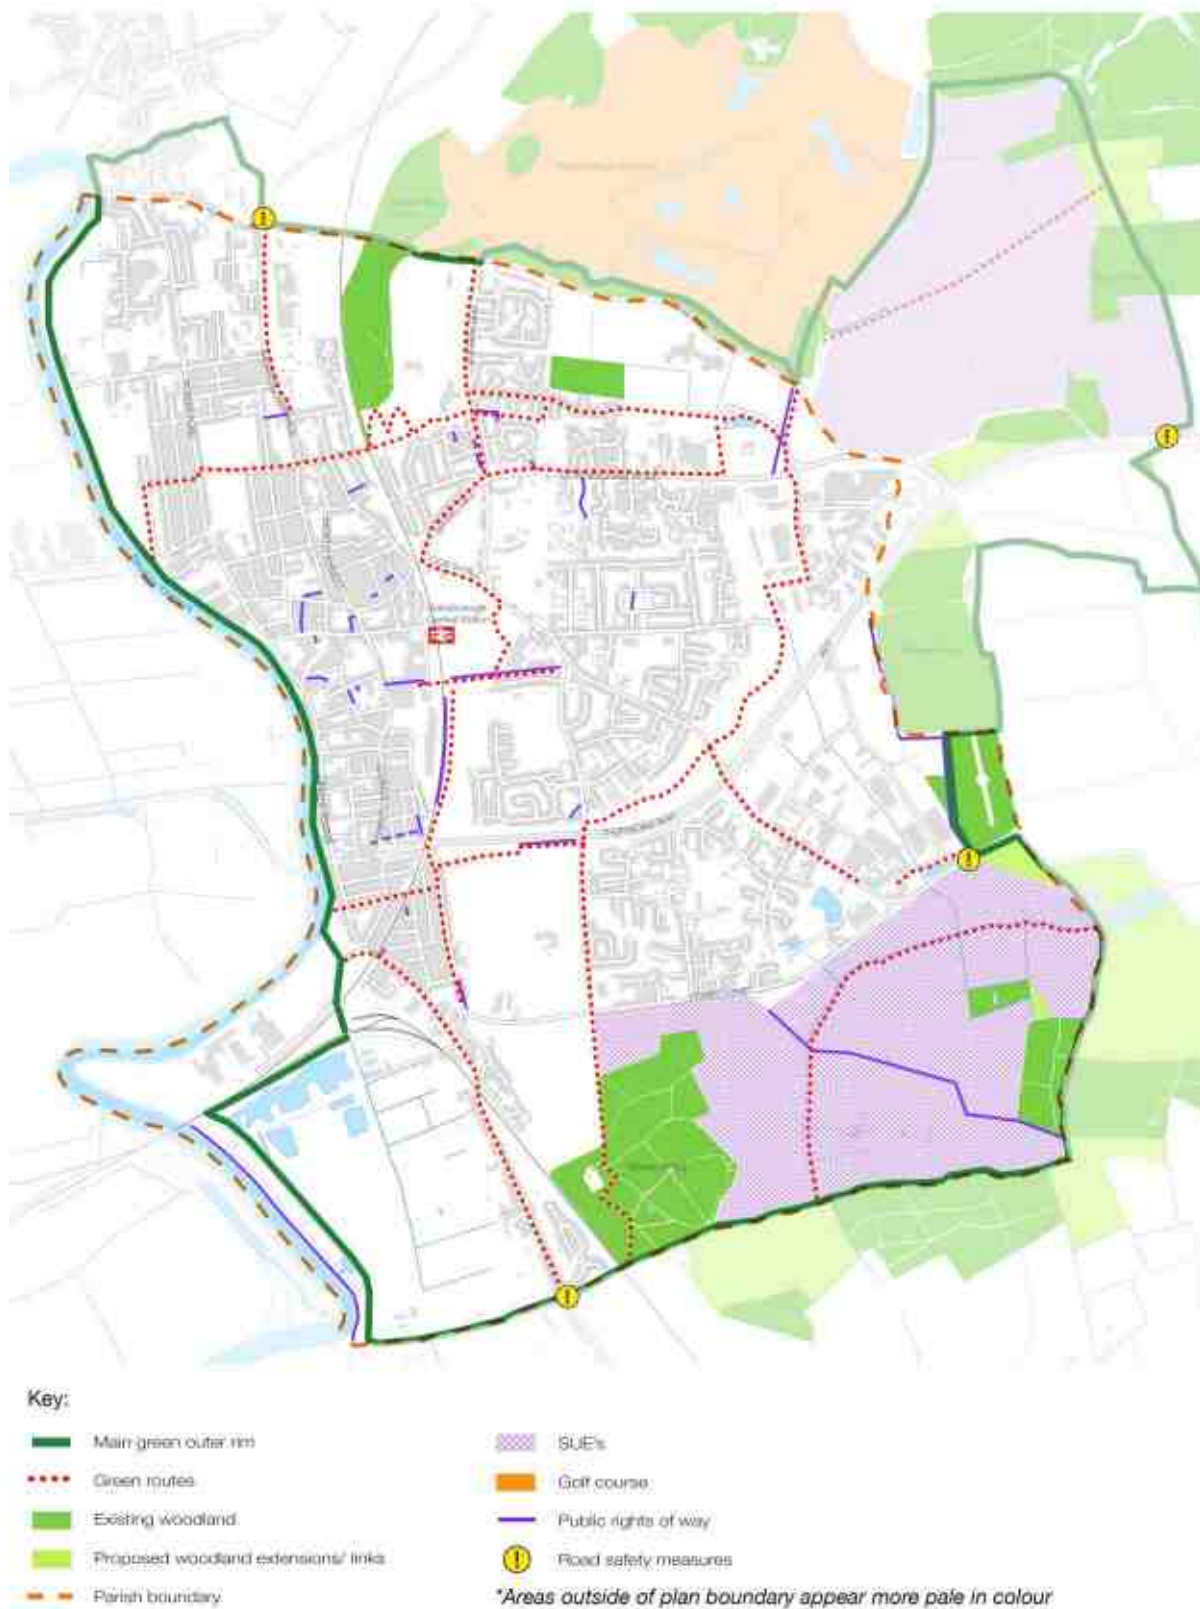 Key:
Main green outer rim
Green routes
Existing woodland
Proposed woodland extensions/ links
Parish boundary
SUE's
Golf course
Public rights of way
Road safety measures
*Areas outside of plan boundary appear more pale in colour